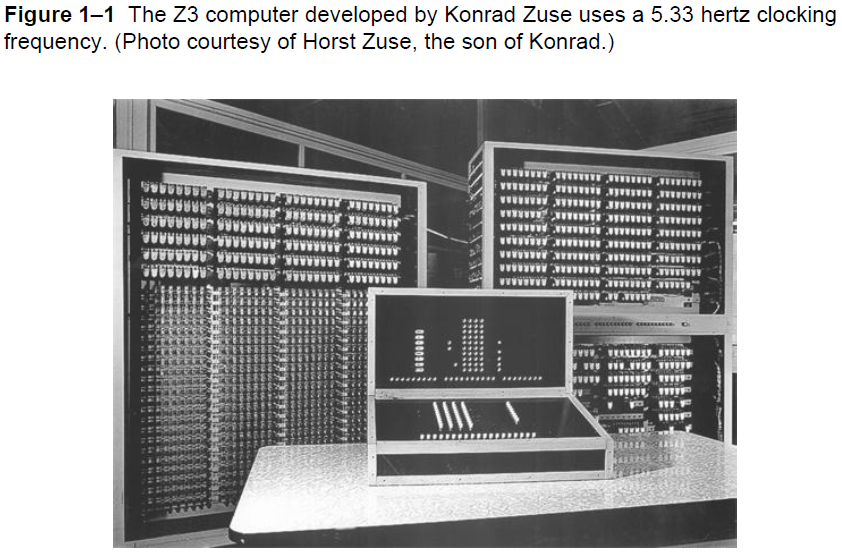 Figure 1–1 The Z3 computer developed by Konrad Zuse uses a 5.33 hertz clocking
frequency. (Photo courtesy of Horst Zuse, the son of Konrad.)